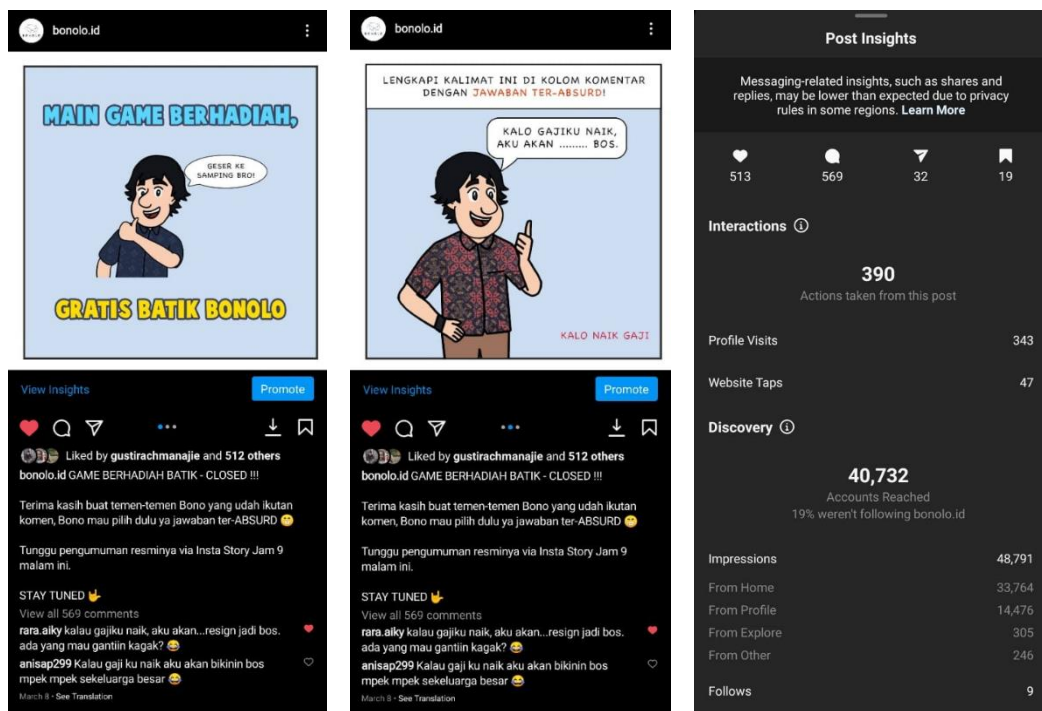 bonolo.id
MAIN GAME BERHADIAH,
GESER KE
SAMPING BRO!
GRATIS BATIK BONOLO
View Insights
Promote
Liked by gustirachmanajie and 512 others
bonolo.id GAME BERHADIAH BATIK - CLOSED !!!
Terima kasih buat temen-temen Bono yang udah ikutan
komen, Bono mau pilih dulu ya jawaban ter-ABSURD 😁
Tunggu pengumuman resminya via Insta Story Jam 9
malam ini.
STAY TUNED 🤟
View all 569 comments
rara.aiky kalau gajiku naik, aku akan...resign jadi bos.
ada yang mau gantiin kagak? 😂
anisap299 Kalau gaji ku naik aku akan bikinin bos
mpek mpek sekeluarga besar 😂
March 8 · See Translation
bonolo.id
LENGKAPI KALIMAT INI DI KOLOM KOMENTAR
DENGAN JAWABAN TER-ABSURD!
KALO GAJIKU NAIK,
AKU AKAN ......... BOS.
KALO NAIK GAJI
View Insights
Promote
Liked by gustirachmanajie and 512 others
bonolo.id GAME BERHADIAH BATIK - CLOSED !!!
Terima kasih buat temen-temen Bono yang udah ikutan
komen, Bono mau pilih dulu ya jawaban ter-ABSURD 😁
Tunggu pengumuman resminya via Insta Story Jam 9
malam ini.
STAY TUNED 🤟
View all 569 comments
rara.aiky kalau gajiku naik, aku akan...resign jadi bos.
ada yang mau gantiin kagak? 😂
anisap299 Kalau gaji ku naik aku akan bikinin bos
mpek mpek sekeluarga besar 😂
March 8 · See Translation
Post Insights
Messaging-related insights, such as shares and
replies, may be lower than expected due to privacy
rules in some regions. Learn More
513 569 32 19
Interactions
390
Actions taken from this post
Profile Visits 343
Website Taps 47
Discovery
40,732
Accounts Reached
19% weren't following bonolo.id
Impressions 48,791
From Home 33,764
From Profile 14,476
From Explore 305
From Other 246
Follows 9